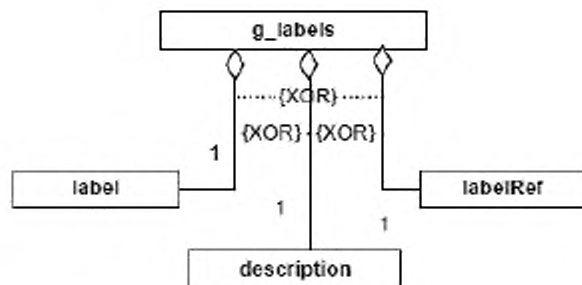 g_labels
{XOR}
{XOR} {XOR}
1
label
labelRef
1
1
description